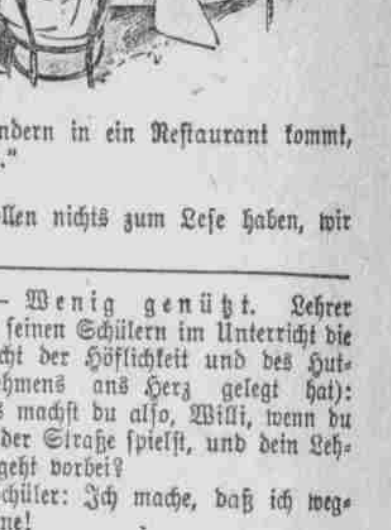 ndern in ein Restaurant kommt,
."
llen nichts zum Lese haben, wir
– Wenig genützt. Lehrer
seinen Schülern im Unterricht die
cht der Höflichkeit und des Hut-
hmens ans Herz gelegt hat):
s machst du also, Willi, wenn du
der Straße spielst, und dein Leh-
geht vorbei?
chüler: Ich mache, daß ich weg-
ne!